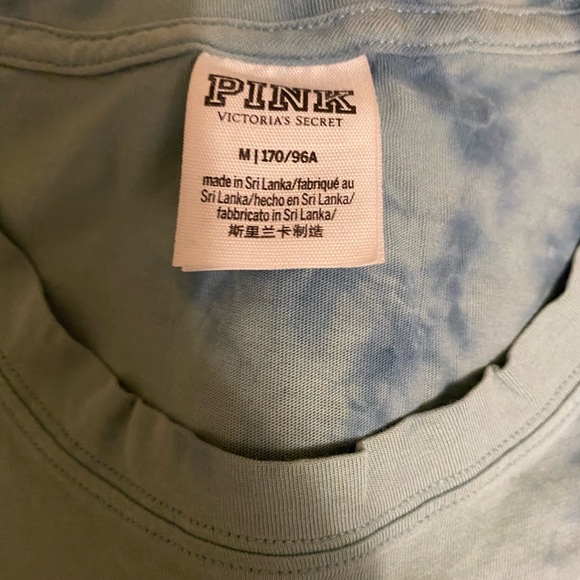 PINK
VICTORIA'S SECRET
M | 170/96A
made in Sri Lanka/fabriqué au
Sri Lanka/hecho en Sri Lanka/
fabbricato in Sri Lanka/
斯里兰卡制造